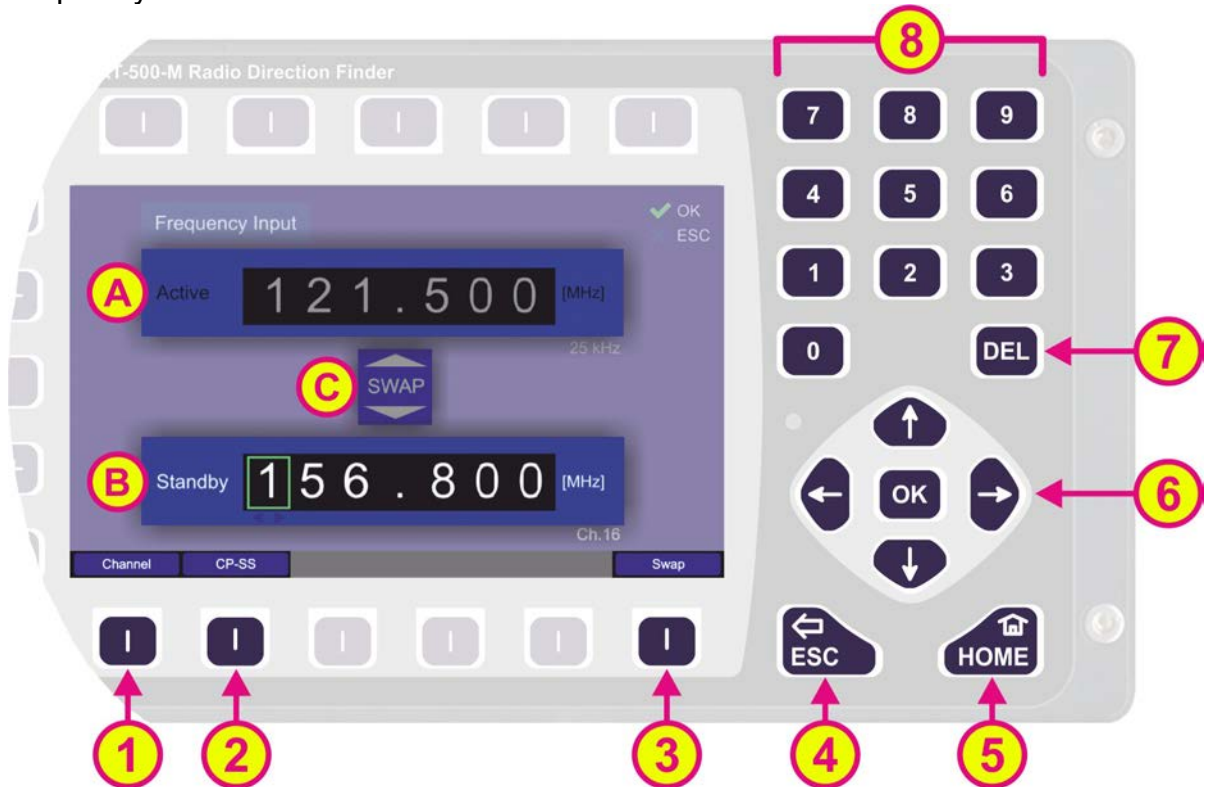 8
RT-500-M Radio Direction Finder
7 8 9
4 5 6
Frequency Input
OK
ESC
A Active 121.500 [MHz]
25 kHz
1 2 3
C SWAP
0 DEL 7
B Standby 156.800 [MHz]
Ch.16
OK 6
Channel CP-SS Swap
ESC HOME
1 2 3 4 5